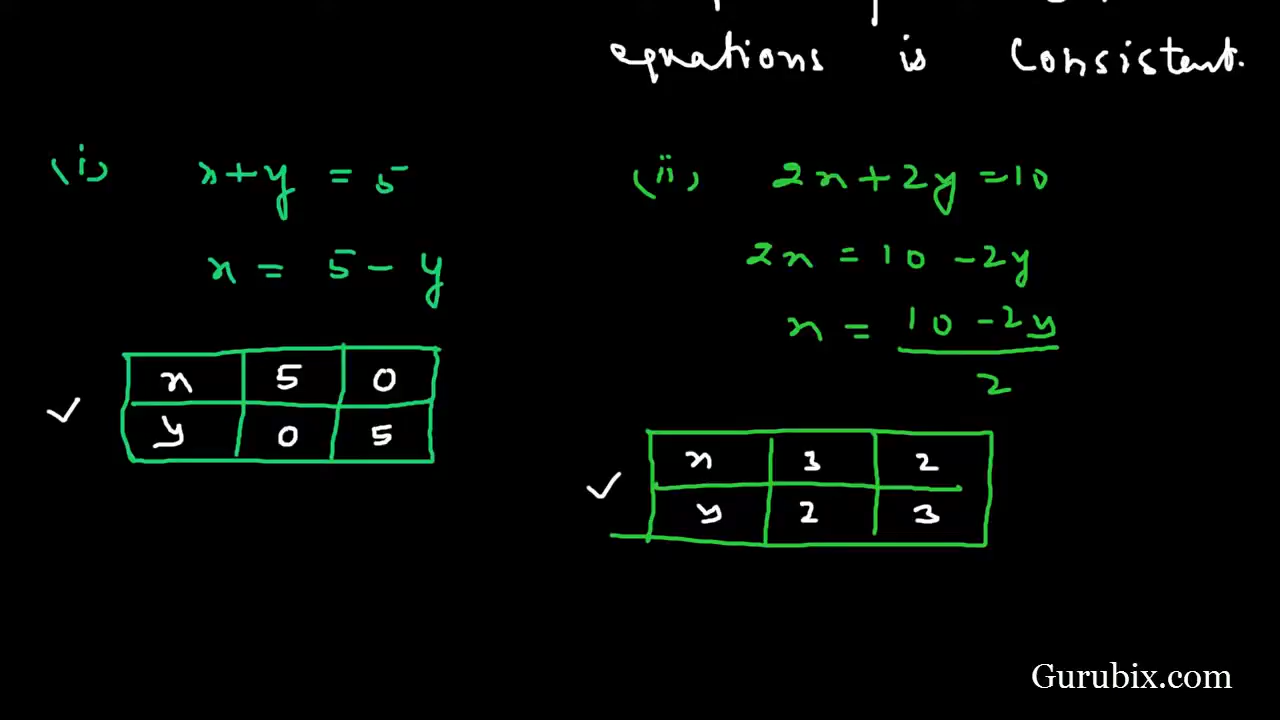 equations is consistent.
(i) x+y = 5
x = 5 - y
x 5 0
y 0 5
(ii) 2x+2y=10
2x = 10 -2y
x = 10 -2y
2
x 3 2
y 2 3
Gurubix.com